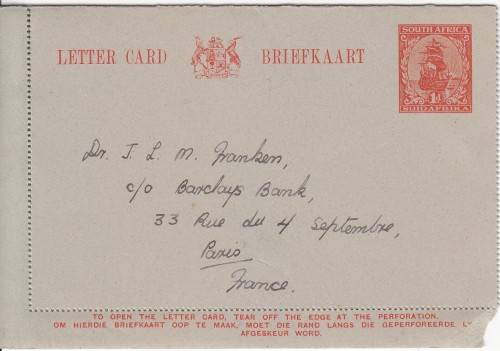 LETTER CARD BRIEFKAART
SOUTH AFRICA
1d
SUIDAFRIKA
Dr. J. L. M. Franken,
c/o Barclays Bank,
33 Rue du 4 Septembre,
Paris
France.
TO OPEN THE LETTER CARD, TEAR OFF THE EDGE AT THE PERFORATION.
OM HIERDIE BRIEFKAART OOP TE MAAK, MOET DIE RAND LANGS DIE GEPERFOREERDE
AFGESKEUR WORD.